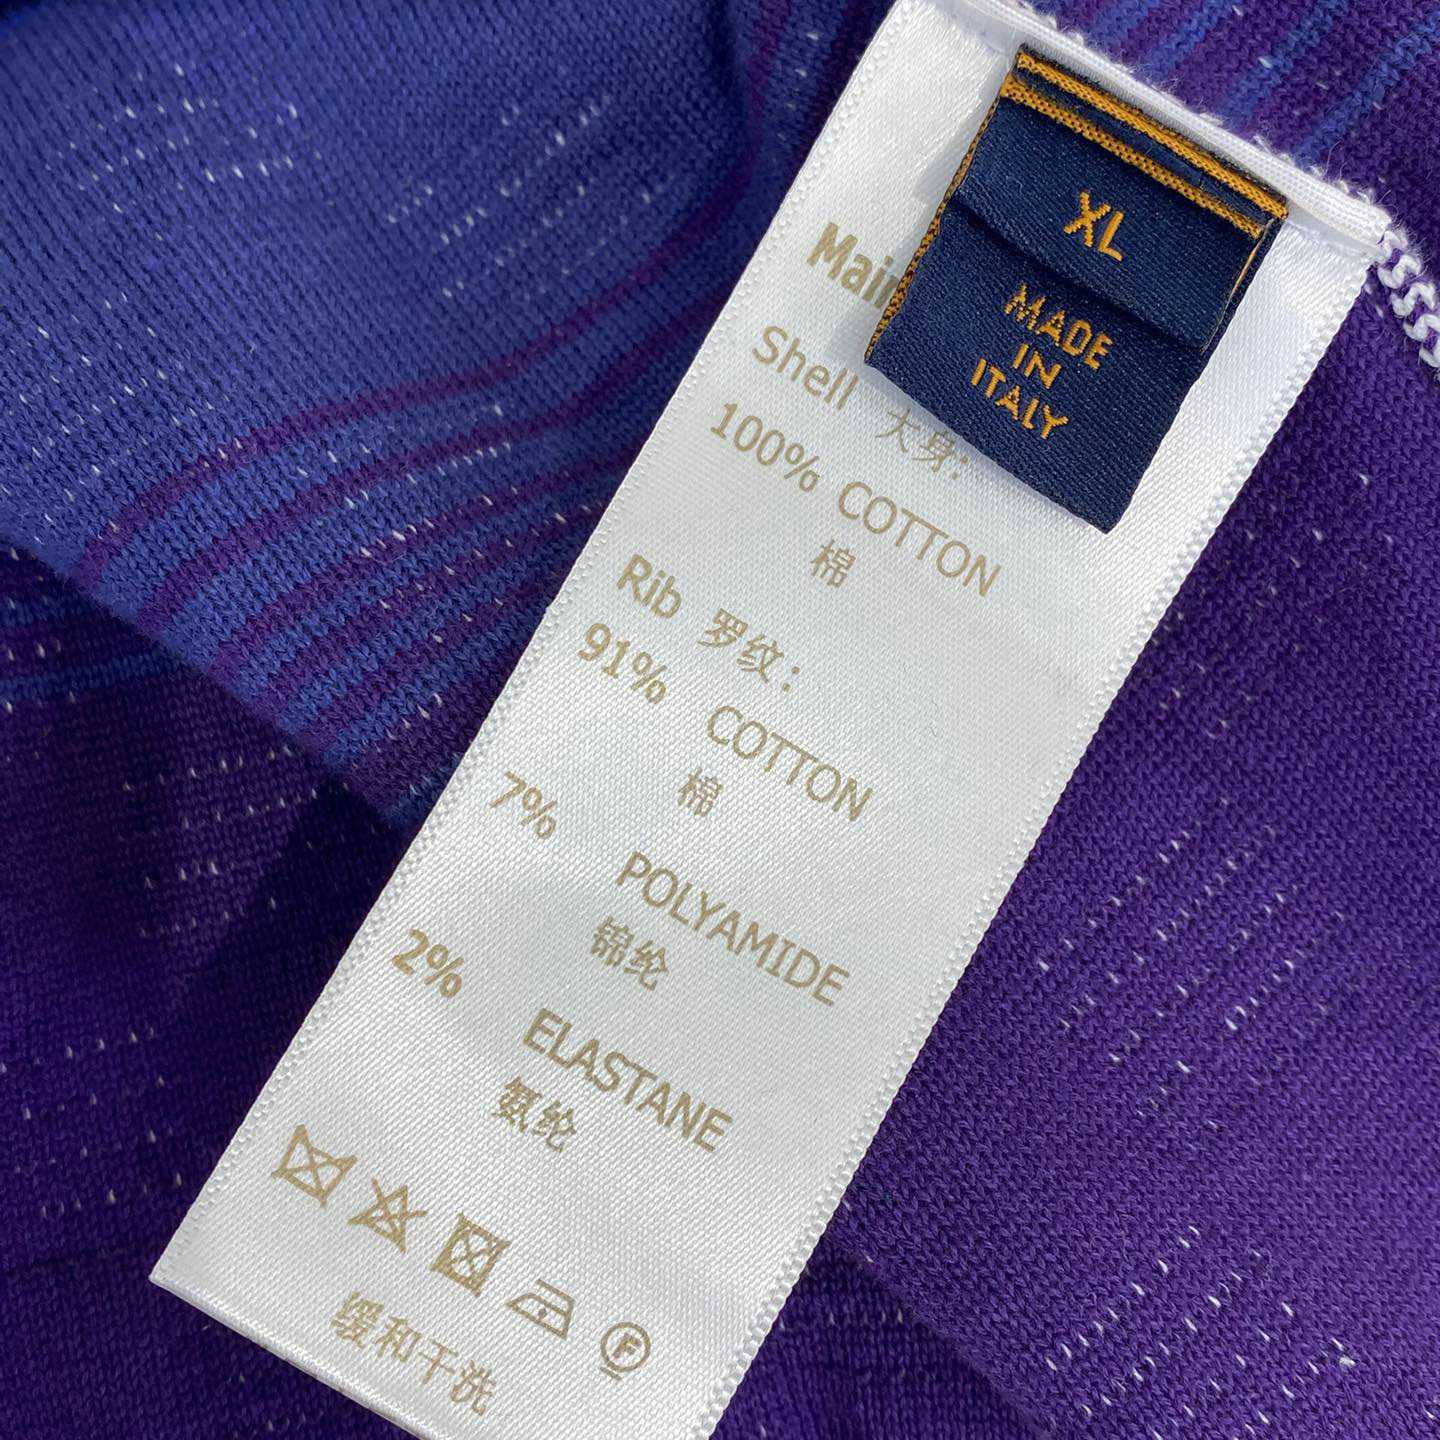 XL
MADE
IN
ITALY
Main
Shell 大身:
100% COTTON
棉
Rib 罗纹:
91% COTTON
棉
7% POLYAMIDE
锦纶
2% ELASTANE
氨纶
F
缓和干洗